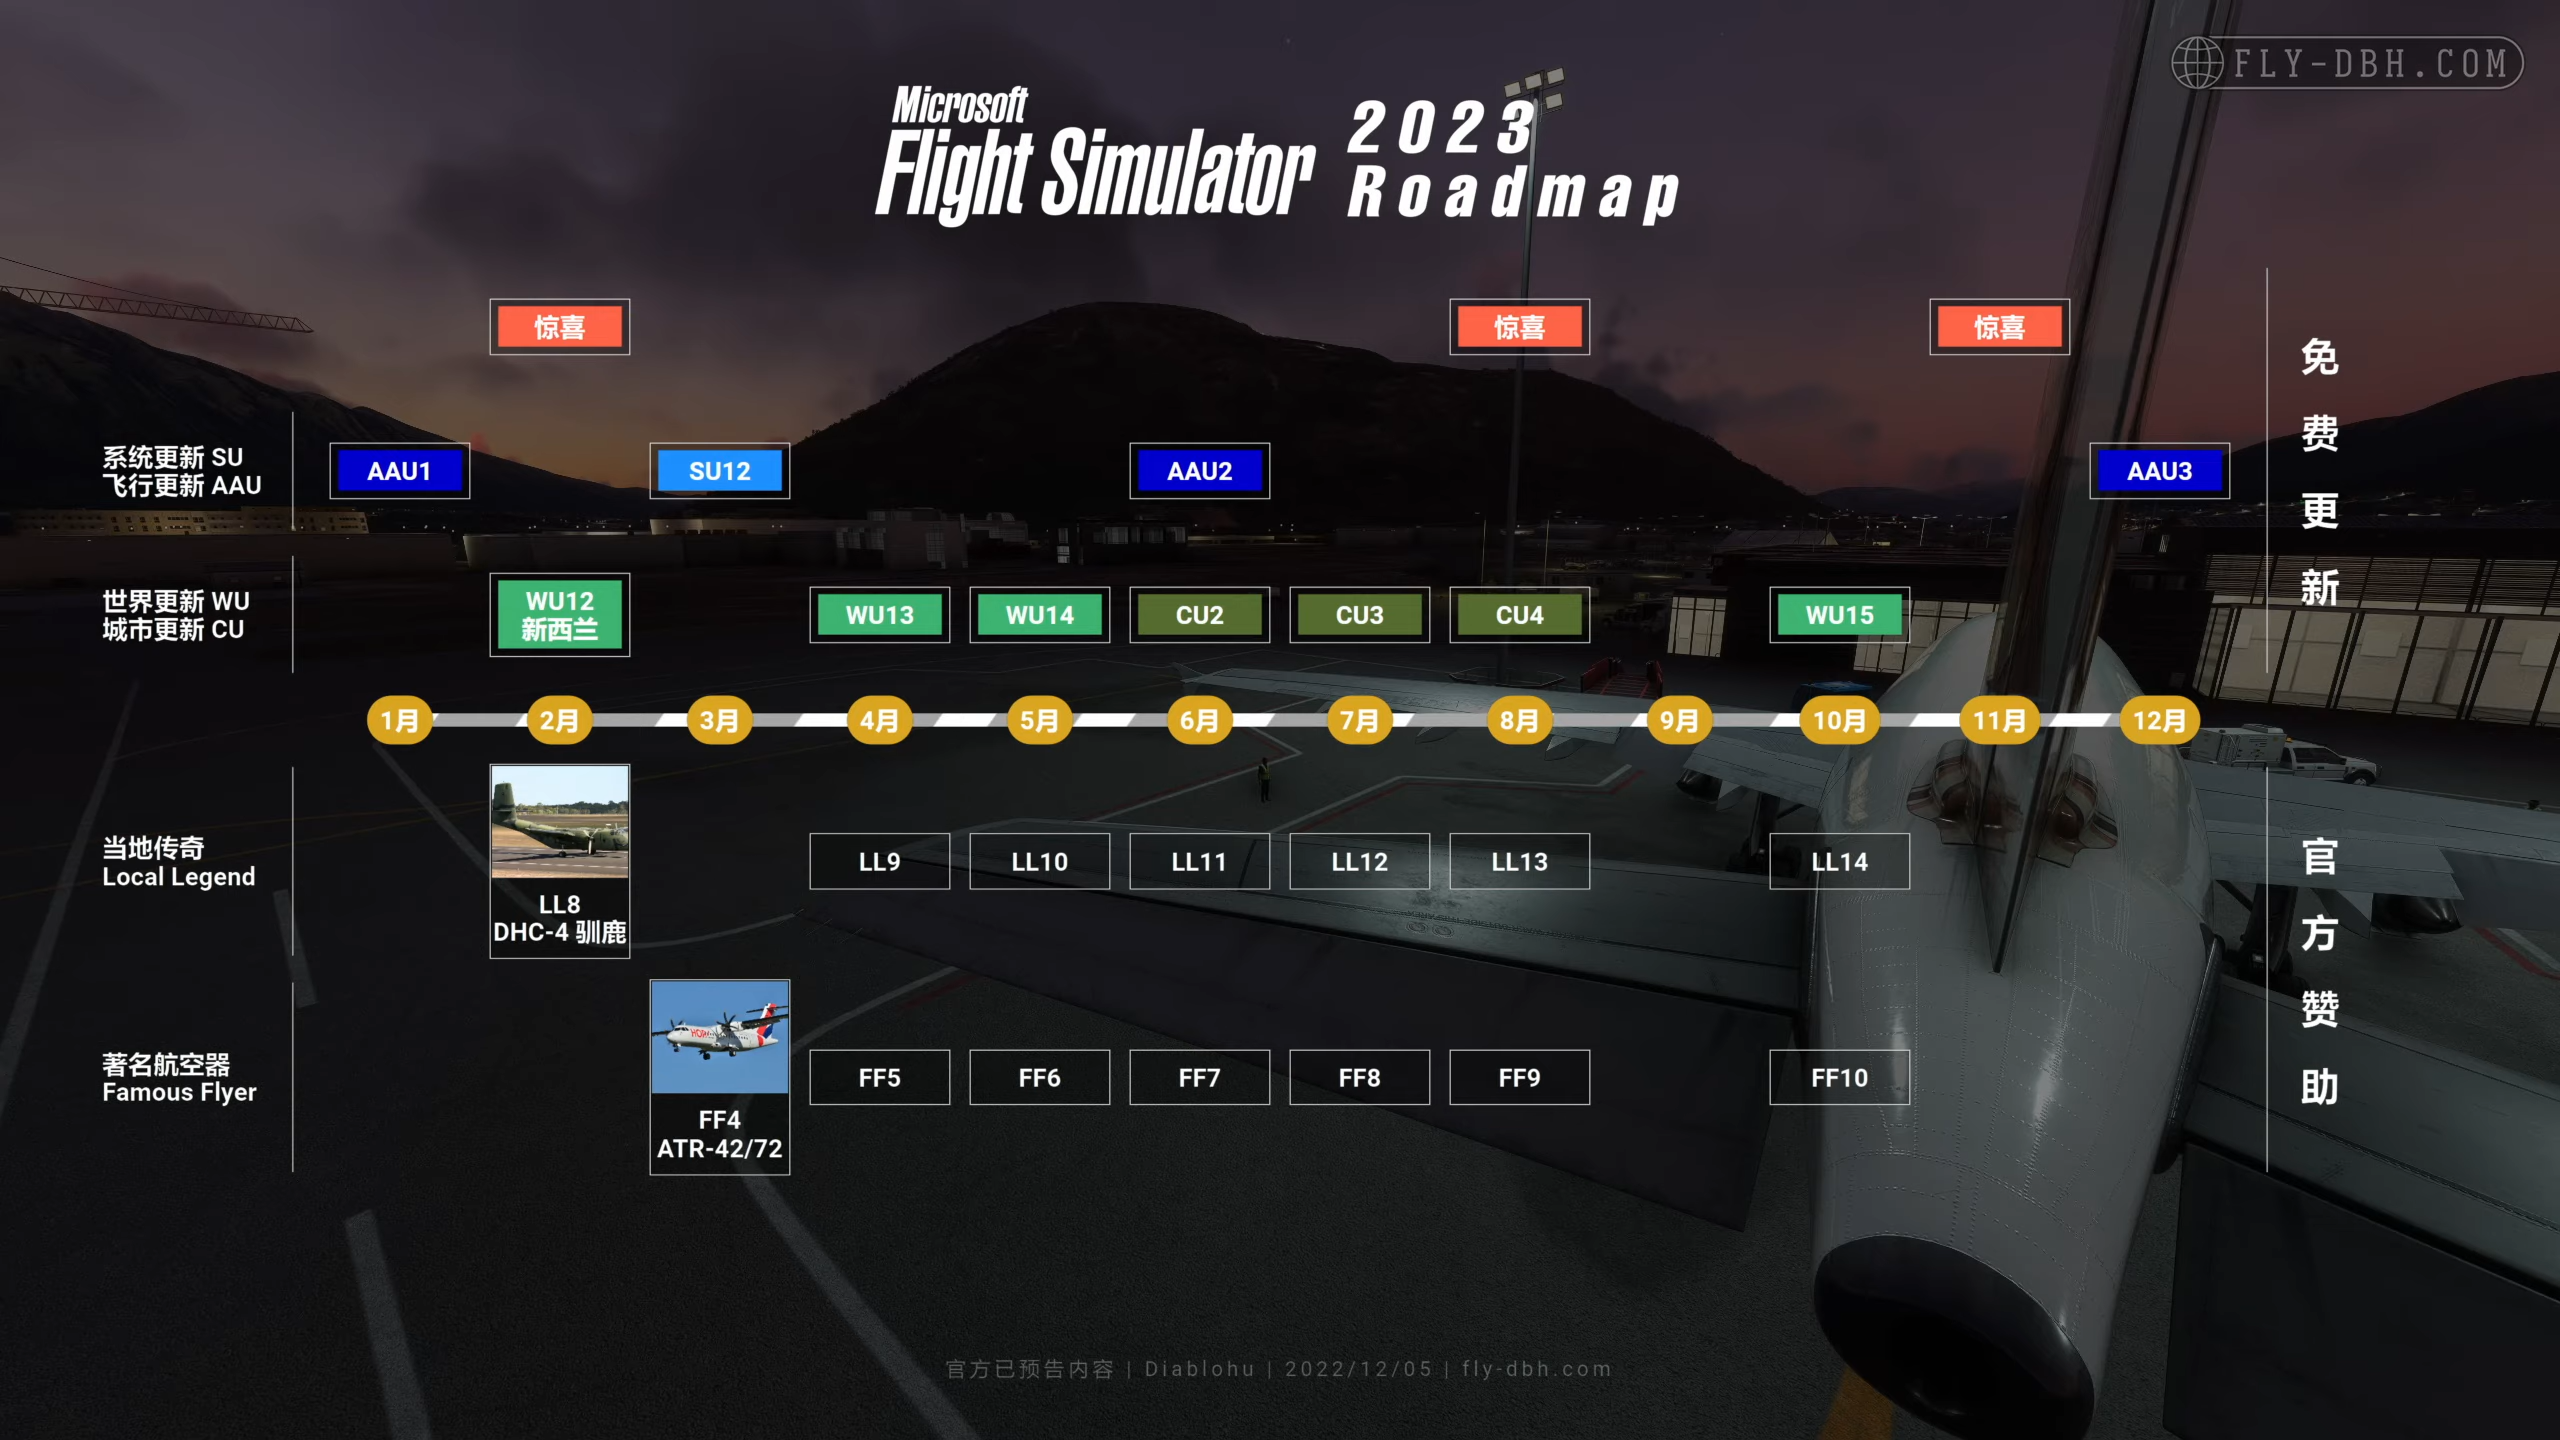 FLY-DBH.COM
Microsoft
Flight Simulator
2023
Roadmap
惊喜
惊喜
惊喜
系统更新 SU
飞行更新 AAU
AAU1
SU12
AAU2
AAU3
世界更新 WU
城市更新 CU
WU12
新西兰
WU13
WU14
CU2
CU3
CU4
WU15
免费更新
1月
2月
3月
4月
5月
6月
7月
8月
9月
10月
11月
12月
当地传奇
Local Legend
LL8
DHC-4 驯鹿
LL9
LL10
LL11
LL12
LL13
LL14
著名航空器
Famous Flyer
HOP!
FF4
ATR-42/72
FF5
FF6
FF7
FF8
FF9
FF10
官方赞助
官方已预告内容 | Diablohu | 2022/12/05 | fly-dbh.com